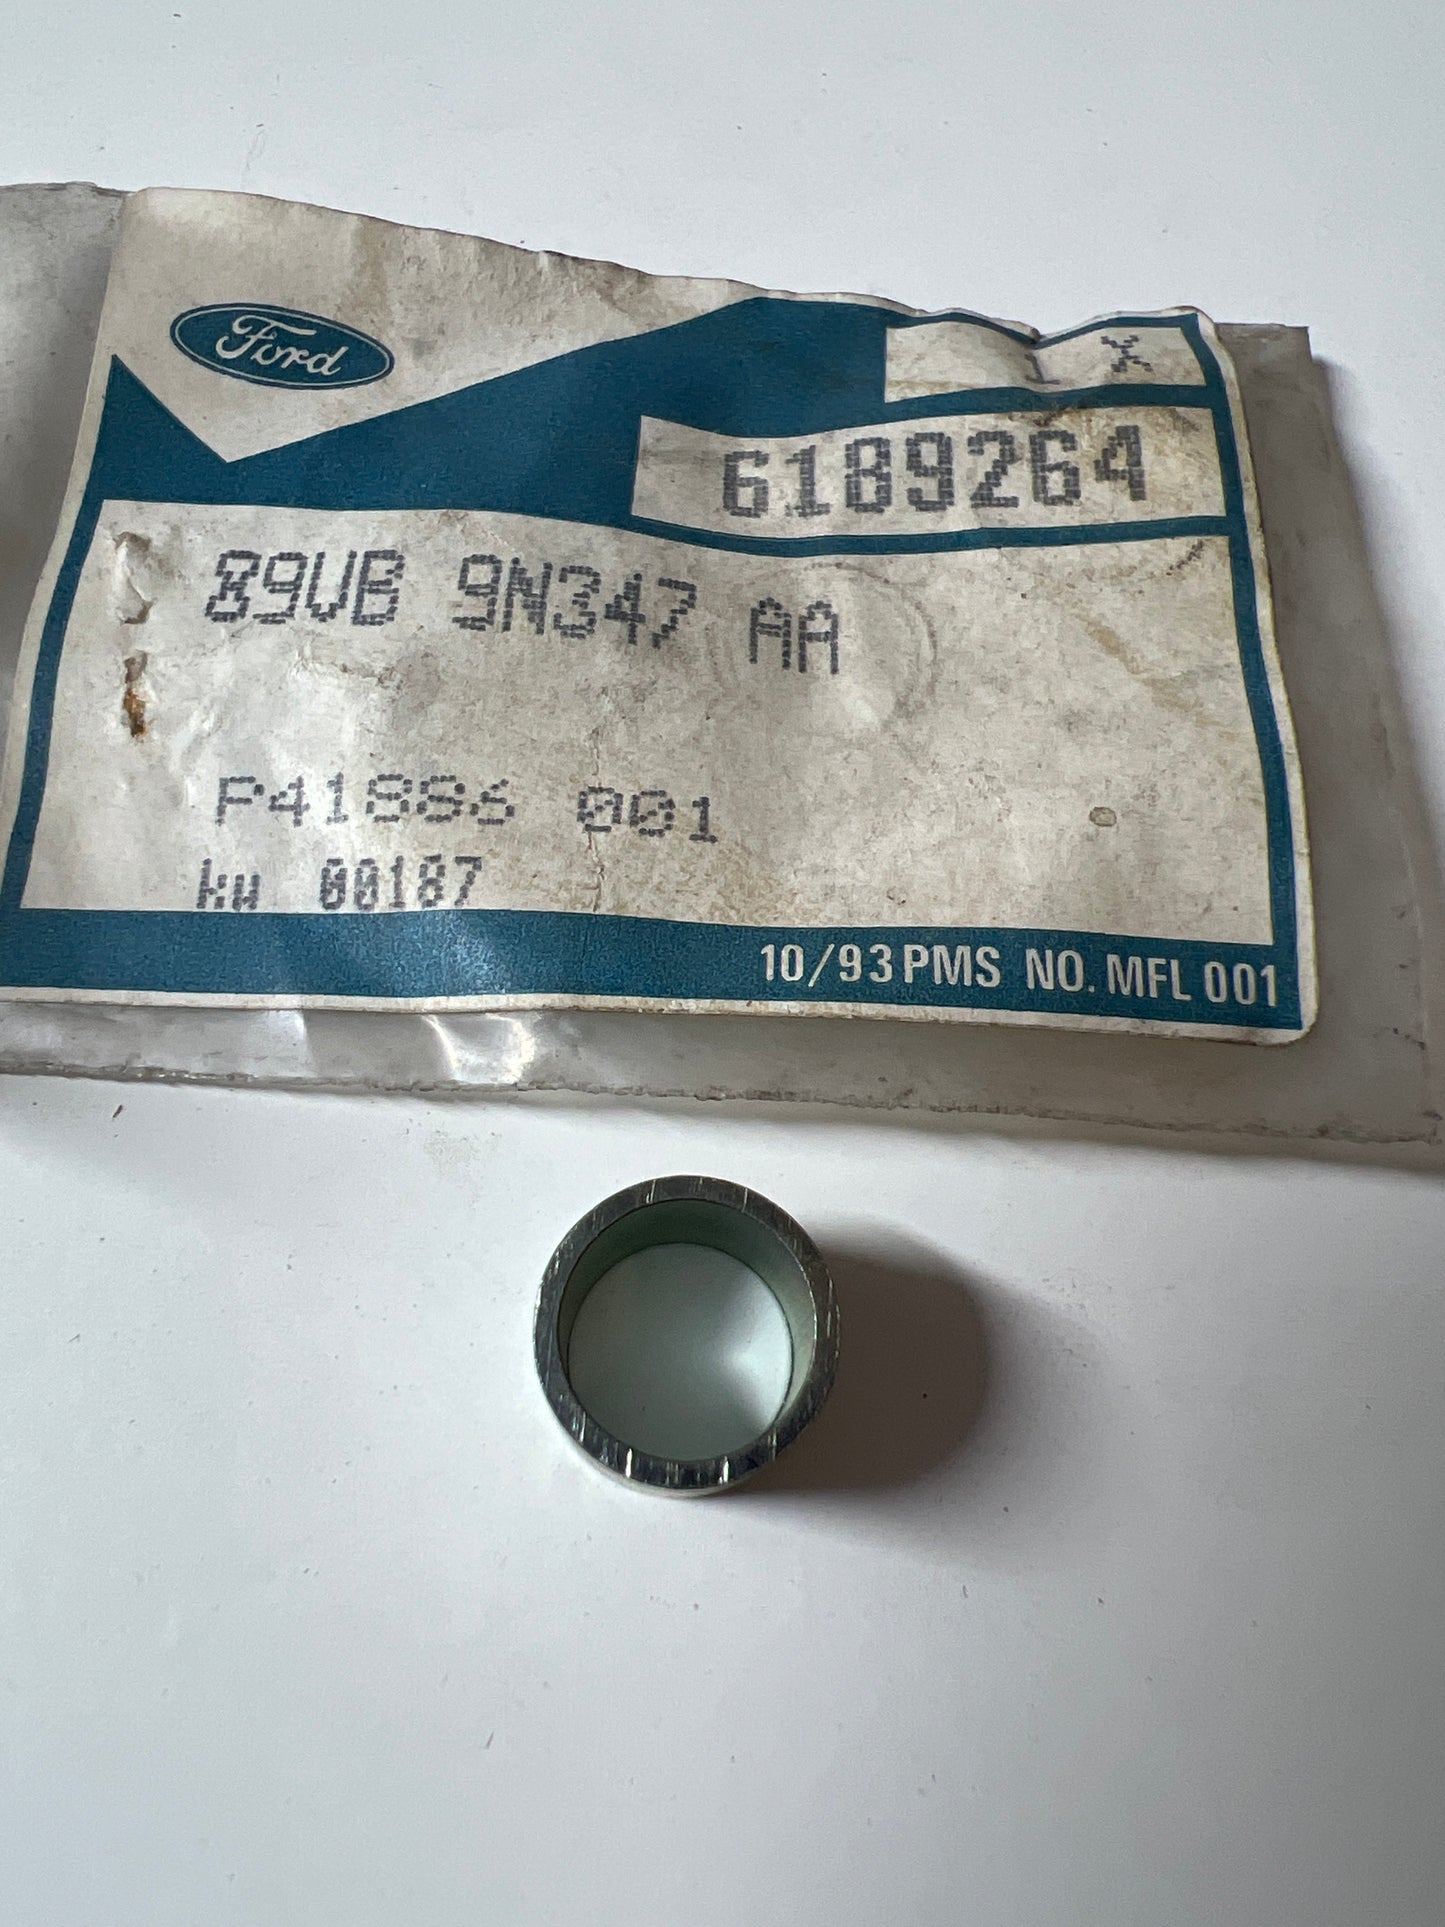 Ford
1 X
6189264
89VB 9N347 AA
P41886 001
kw 00187
10/93 PMS NO. MFL 001